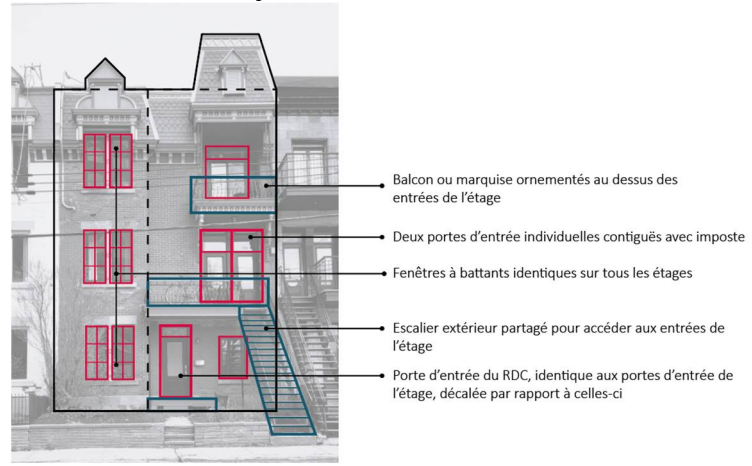 Balcon ou marquise ornementés au dessus des
entrées de l'étage
Deux portes d'entrée individuelles contiguës avec imposte
Fenêtres à battants identiques sur tous les étages
Escalier extérieur partagé pour accéder aux entrées de
l'étage
Porte d'entrée du RDC, identique aux portes d'entrée de
l'étage, décalée par rapport à celles-ci